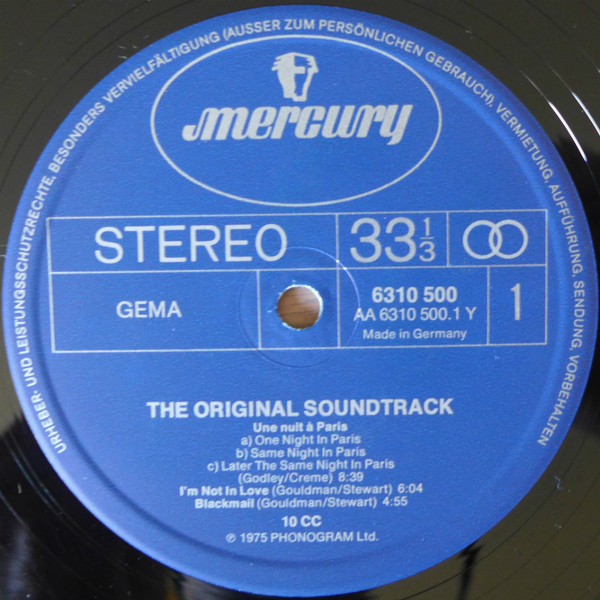 URHEBER- UND LEISTUNGSSCHUTZRECHTE, BESONDERS VERVIELFÄLTIGUNG (AUSSER ZUM PERSÖNLICHEN GEBRAUCH), VERMIETUNG, AUFFÜHRUNG, SENDUNG, VORBEHALTEN
mercury
STEREO 33 1/3
GEMA 6310 500 1
AA 6310 500.1 Y
Made in Germany
THE ORIGINAL SOUNDTRACK
Une nuit à Paris
a) One Night In Paris
b) Same Night In Paris
c) Later The Same Night In Paris
(Godley/Creme) 8:39
I'm Not In Love (Gouldman/Stewart) 6:04
Blackmail (Gouldman/Stewart) 4:55
10 CC
℗ 1975 PHONOGRAM Ltd.